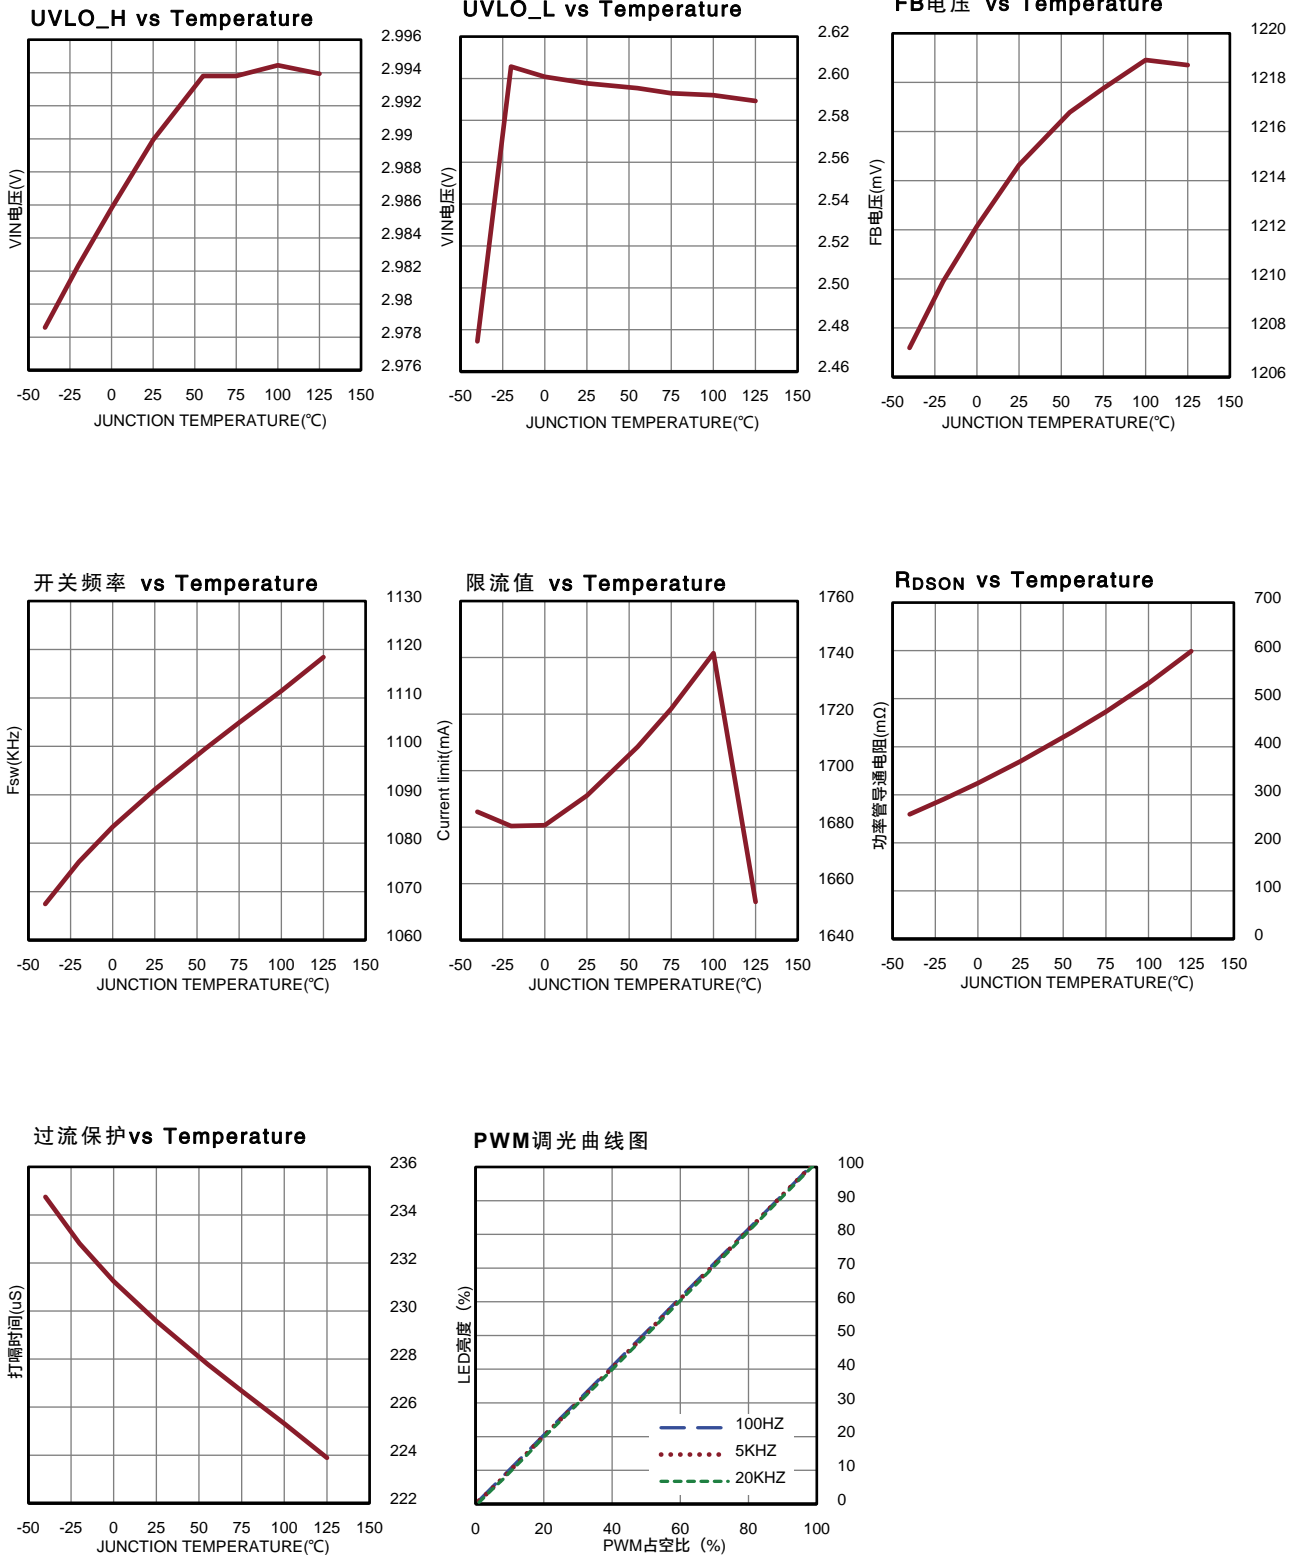 UVLO_H vs Temperature
2.996
2.994
2.992
2.99
2.988
2.986
2.984
2.982
2.98
2.978
2.976
VIN电压(V)
-50 -25 0 25 50 75 100 125 150
JUNCTION TEMPERATURE(℃)
UVLO_L vs Temperature
2.62
2.60
2.58
2.56
2.54
2.52
2.50
2.48
2.46
VIN电压(V)
-50 -25 0 25 50 75 100 125 150
JUNCTION TEMPERATURE(℃)
FB电压 vs Temperature
1220
1218
1216
1214
1212
1210
1208
1206
FB电压(mV)
-50 -25 0 25 50 75 100 125 150
JUNCTION TEMPERATURE(℃)
开关频率 vs Temperature
1130
1120
1110
1100
1090
1080
1070
1060
Fsw(KHz)
-50 -25 0 25 50 75 100 125 150
JUNCTION TEMPERATURE(℃)
限流值 vs Temperature
1760
1740
1720
1700
1680
1660
1640
Current limit(mA)
-50 -25 0 25 50 75 100 125 150
JUNCTION TEMPERATURE(℃)
RDSON vs Temperature
700
600
500
400
300
200
100
0
功率管导通电阻(mΩ)
-50 -25 0 25 50 75 100 125 150
JUNCTION TEMPERATURE(℃)
过流保护vs Temperature
236
234
232
230
228
226
224
222
打嗝时间(uS)
-50 -25 0 25 50 75 100 125 150
JUNCTION TEMPERATURE(℃)
PWM调光曲线图
100
90
80
70
60
50
40
30
20
10
0
LED亮度（%）
100HZ
5KHZ
20KHZ
0 20 40 60 80 100
PWM占空比（%）